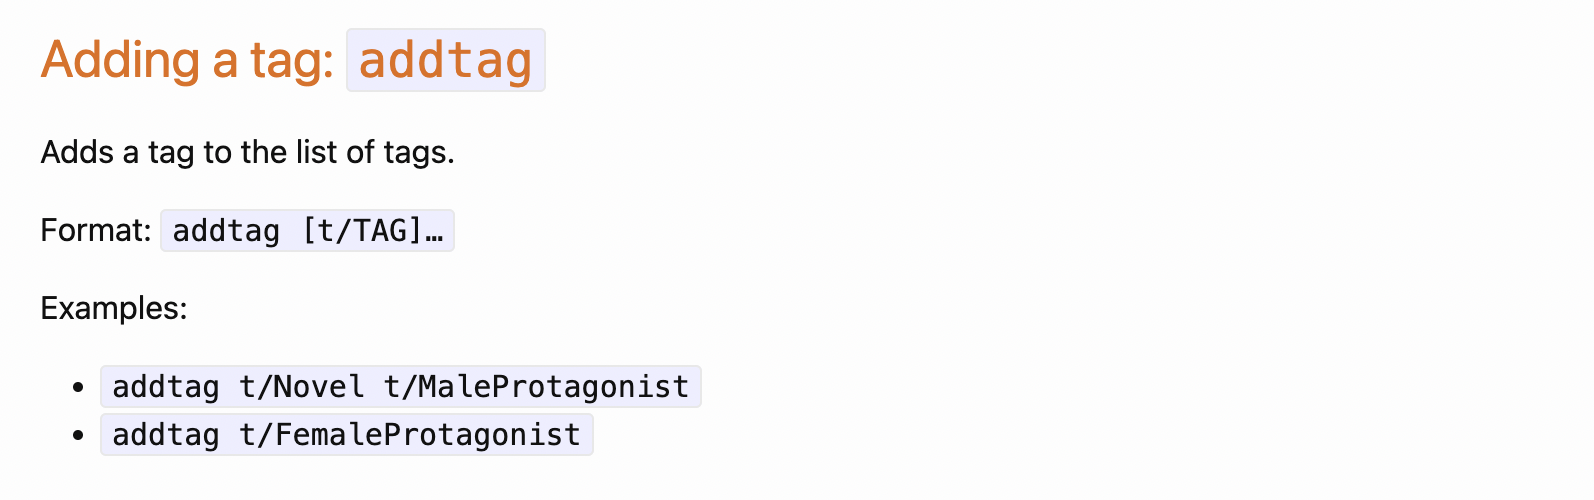 Adding a tag: addtag
Adds a tag to the list of tags.
Format: addtag [t/TAG]…
Examples:
• addtag t/Novel t/MaleProtagonist
• addtag t/FemaleProtagonist